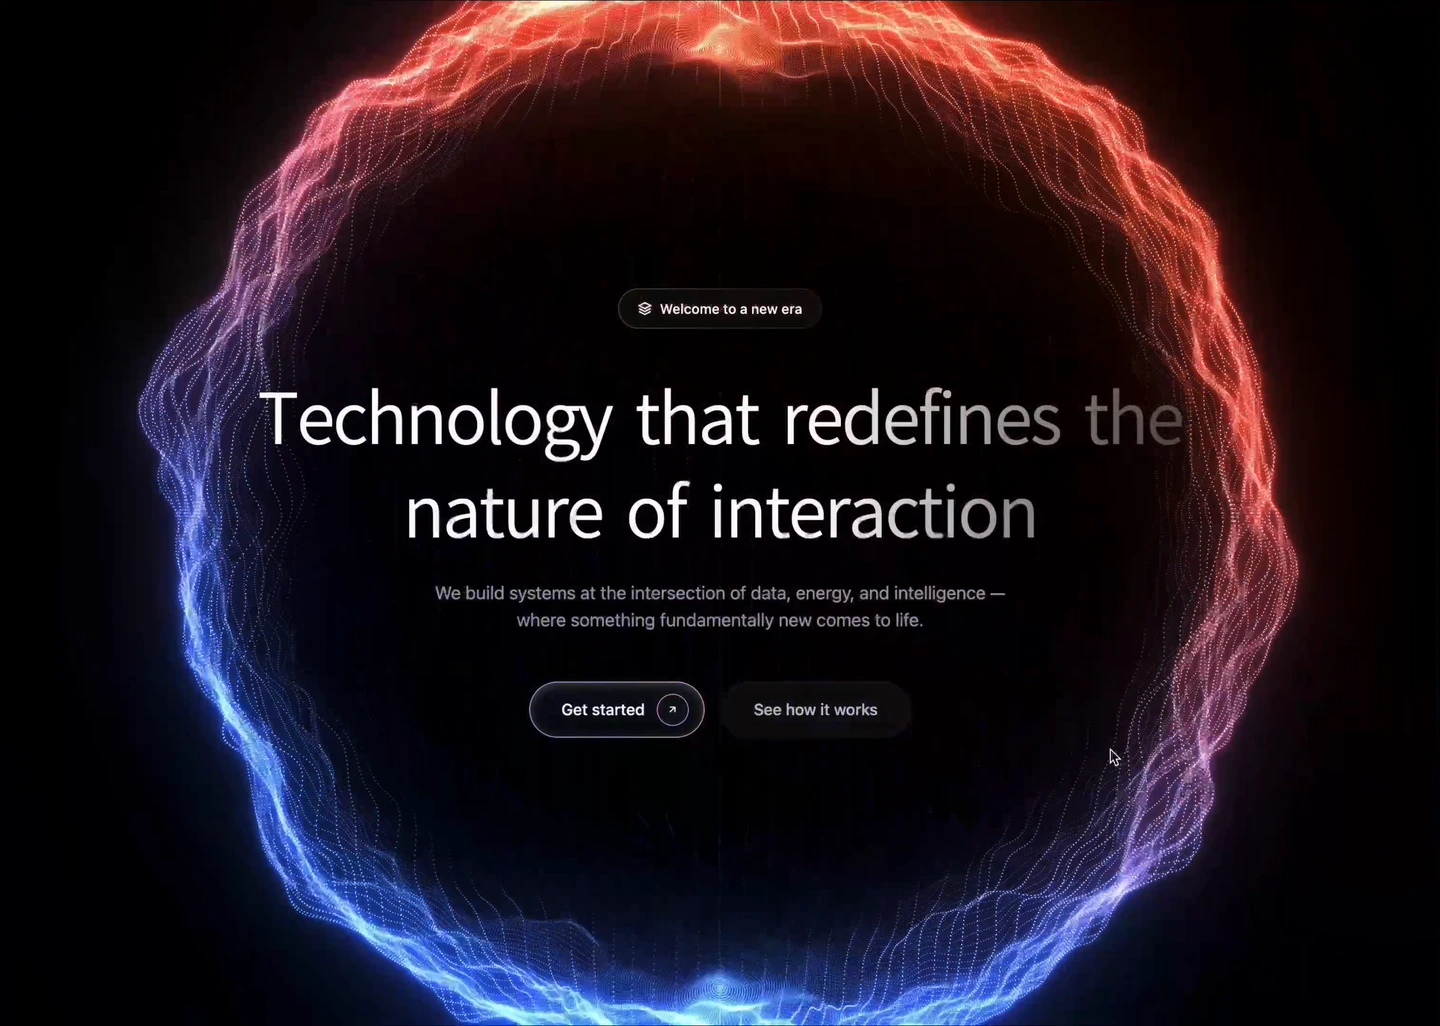 Welcome to a new era
Technology that redefines the
nature of interaction
We build systems at the intersection of data, energy, and intelligence —
where something fundamentally new comes to life.
Get started
See how it works